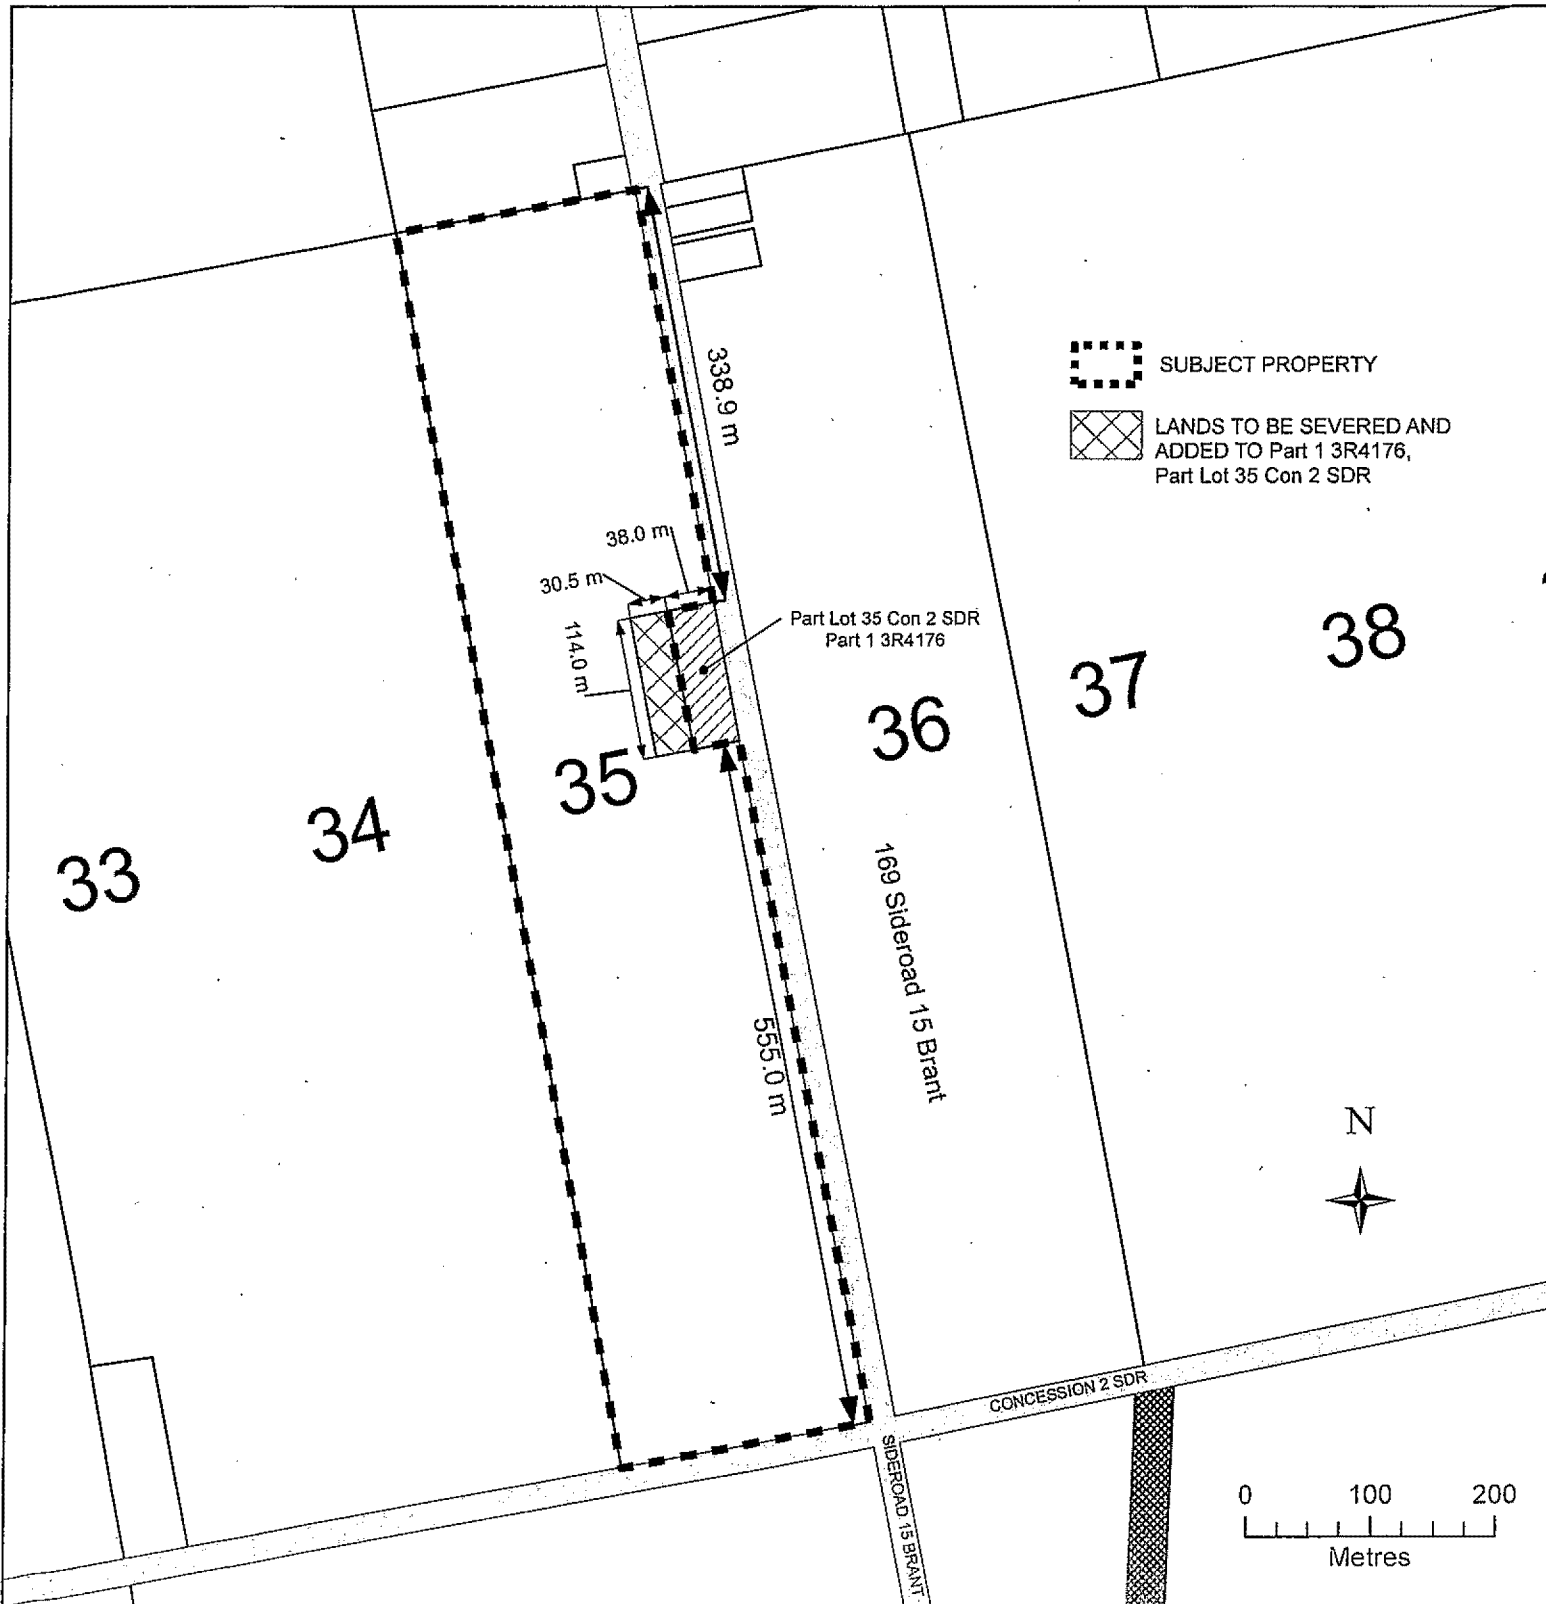 338.9 m
SUBJECT PROPERTY
LANDS TO BE SEVERED AND
ADDED TO Part 1 3R4176,
Part Lot 35 Con 2 SDR
38.0 m
30.5 m
114.0 m
Part Lot 35 Con 2 SDR
Part 1 3R4176
33
34
35
36
37
38
169 Sideroad 15 Brant
555.0 m
N
CONCESSION 2 SDR
SIDEROAD 15 BRANT
0 100 200
Metres